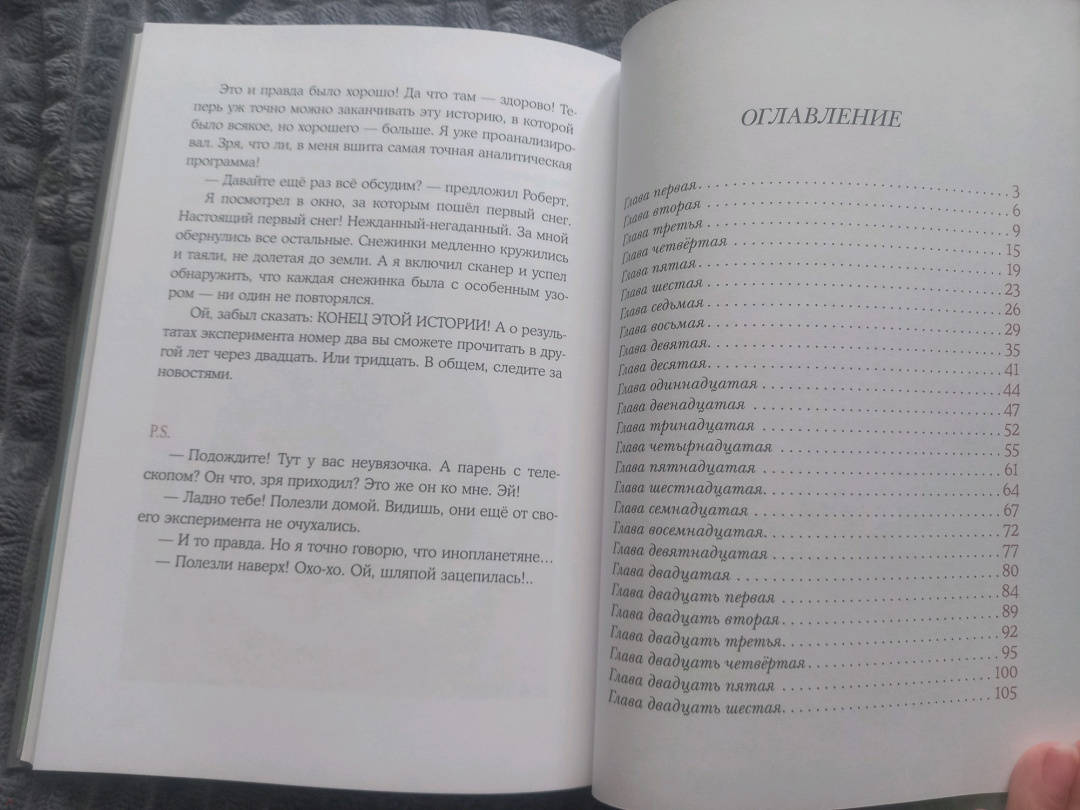 Это и правда было хорошо! Да что там — здорово! Те-
перь уж точно можно заканчивать эту историю, в которой
было всякое, но хорошего — больше. Я уже проанализиро-
вал. Зря, что ли, в меня вшита самая точная аналитическая
программа!
— Давайте ещё раз всё обсудим? — предложил Роберт.
Я посмотрел в окно, за которым пошёл первый снег.
Настоящий первый снег! Нежданный-негаданный. За мной
обернулись все остальные. Снежинки медленно кружились
и таяли, не долетая до земли. А я включил сканер и успел
обнаружить, что каждая снежинка была с особенным узо-
ром — ни один не повторялся.
Ой, забыл сказать: КОНЕЦ ЭТОЙ ИСТОРИИ! А о резуль-
татах эксперимента номер два вы сможете прочитать в дру-
гой лет через двадцать. Или тридцать. В общем, следите за
новостями.
P.S.
— Подождите! Тут у вас неувязочка. А парень с теле-
скопом? Он что, зря приходил? Это же он ко мне. Эй!
— Ладно тебе! Полезли домой. Видишь, они ещё от сво-
его эксперимента не очухались.
— И то правда. Но я точно говорю, что инопланетяне...
— Полезли наверх! Охо-хо. Ой, шляпой зацепилась!..
ОГЛАВЛЕНИЕ
Глава первая. 3
Глава вторая 6
Глава третья 9
Глава четвёртая 15
Глава пятая. 19
Глава шестая 23
Глава седьмая 26
Глава восьмая 29
Глава девятая. 35
Глава десятая. 41
Глава одиннадцатая 44
Глава двенадцатая 47
Глава тринадцатая 52
Глава четырнадцатая 55
Глава пятнадцатая 61
Глава шестнадцатая. 64
Глава семнадцатая 67
Глава восемнадцатая. 72
Глава девятнадцатая 77
Глава двадцатая 80
Глава двадцать первая 84
Глава двадцать вторая 89
Глава двадцать третья. 92
Глава двадцать четвёртая 95
Глава двадцать пятая 100
Глава двадцать шестая. 105